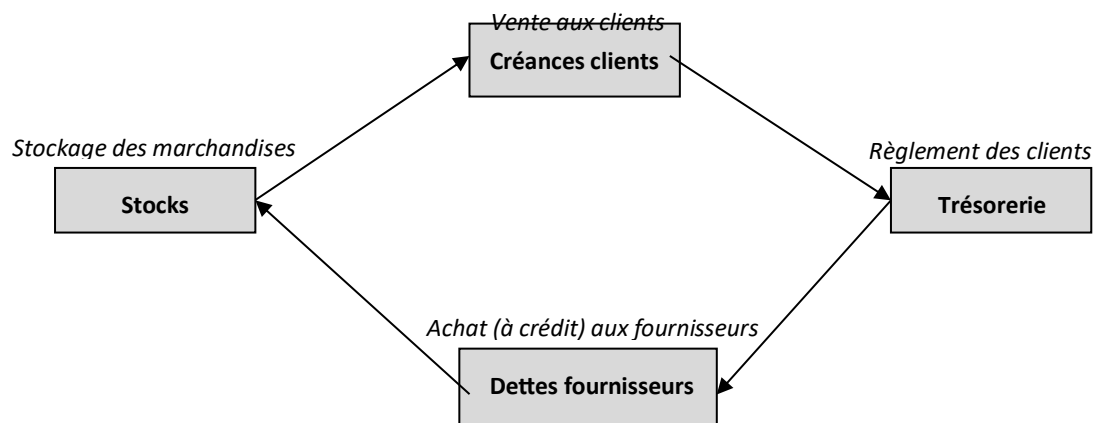 Vente aux clients
Créances clients
Stockage des marchandises
Règlement des clients
Stocks
Trésorerie
Achat (à crédit) aux fournisseurs
Dettes fournisseurs